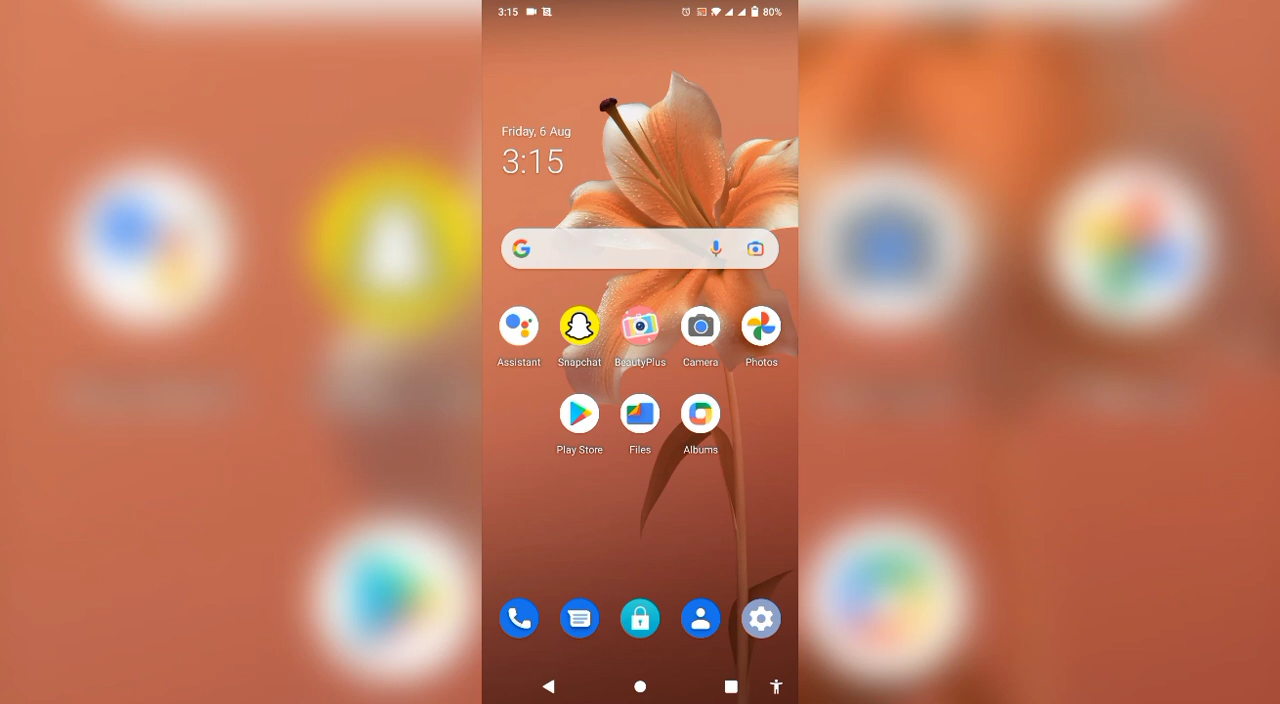 3:15
80%
Friday, 6 Aug
3:15
Assistant
Snapchat
BeautyPlus
Camera
Photos
Play Store
Files
Albums